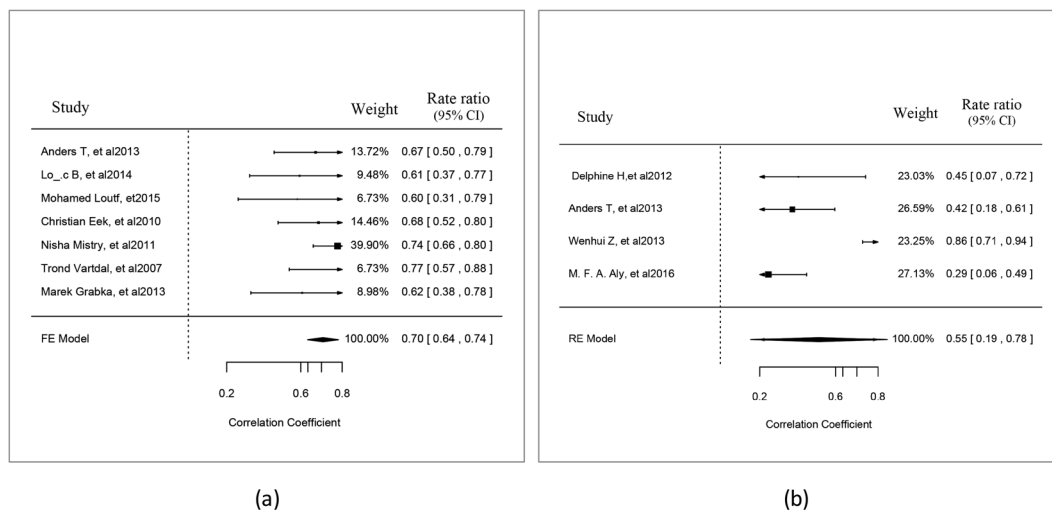 Study Weight Rate ratio
(95% CI)
Anders T, et al2013 13.72% 0.67 [ 0.50 , 0.79 ]
Lo_.c B, et al2014 9.48% 0.61 [ 0.37 , 0.77 ]
Mohamed Loutf, et2015 6.73% 0.60 [ 0.31 , 0.79 ]
Christian Eek, et al2010 14.46% 0.68 [ 0.52 , 0.80 ]
Nisha Mistry, et al2011 39.90% 0.74 [ 0.66 , 0.80 ]
Trond Vartdal, et al2007 6.73% 0.77 [ 0.57 , 0.88 ]
Marek Grabka, et al2013 8.98% 0.62 [ 0.38 , 0.78 ]
FE Model 100.00% 0.70 [ 0.64 , 0.74 ]
0.2 0.6 0.8
Correlation Coefficient
(a)
Study Weight Rate ratio
(95% CI)
Delphine H,et al2012 23.03% 0.45 [ 0.07 , 0.72 ]
Anders T, et al2013 26.59% 0.42 [ 0.18 , 0.61 ]
Wenhui Z, et al2013 23.25% 0.86 [ 0.71 , 0.94 ]
M. F. A. Aly, et al2016 27.13% 0.29 [ 0.06 , 0.49 ]
RE Model 100.00% 0.55 [ 0.19 , 0.78 ]
0.2 0.6 0.8
Correlation Coefficient
(b)